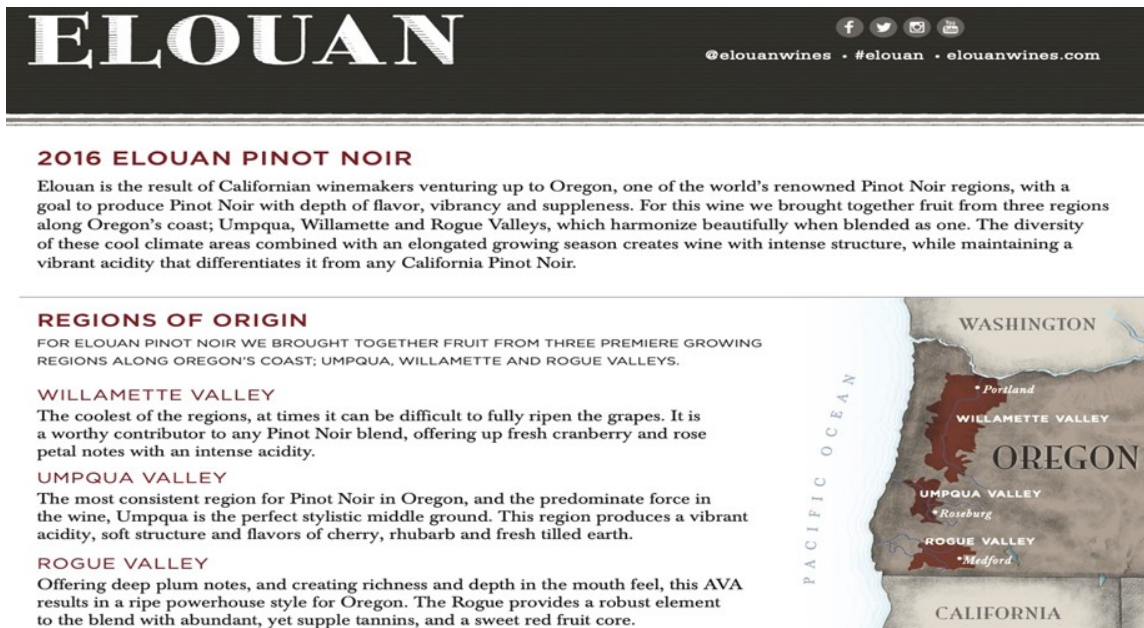 ELOUAN
@elouanwines • #elouan • elouanwines.com
2016 ELOUAN PINOT NOIR
Elouan is the result of Californian winemakers venturing up to Oregon, one of the world's renowned Pinot Noir regions, with a
goal to produce Pinot Noir with depth of flavor, vibrancy and suppleness. For this wine we brought together fruit from three regions
along Oregon's coast; Umpqua, Willamette and Rogue Valleys, which harmonize beautifully when blended as one. The diversity
of these cool climate areas combined with an elongated growing season creates wine with intense structure, while maintaining a
vibrant acidity that differentiates it from any California Pinot Noir.
REGIONS OF ORIGIN
FOR ELOUAN PINOT NOIR WE BROUGHT TOGETHER FRUIT FROM THREE PREMIERE GROWING
REGIONS ALONG OREGON'S COAST; UMPQUA, WILLAMETTE AND ROGUE VALLEYS.
WILLAMETTE VALLEY
The coolest of the regions, at times it can be difficult to fully ripen the grapes. It is
a worthy contributor to any Pinot Noir blend, offering up fresh cranberry and rose
petal notes with an intense acidity.
UMPQUA VALLEY
The most consistent region for Pinot Noir in Oregon, and the predominate force in
the wine, Umpqua is the perfect stylistic middle ground. This region produces a vibrant
acidity, soft structure and flavors of cherry, rhubarb and fresh tilled earth.
ROGUE VALLEY
Offering deep plum notes, and creating richness and depth in the mouth feel, this AVA
results in a ripe powerhouse style for Oregon. The Rogue provides a robust element
to the blend with abundant, yet supple tannins, and a sweet red fruit core.
PACIFIC OCEAN
WASHINGTON
Portland
WILLAMETTE VALLEY
OREGON
UMPQUA VALLEY
Roseburg
ROGUE VALLEY
Medford
CALIFORNIA